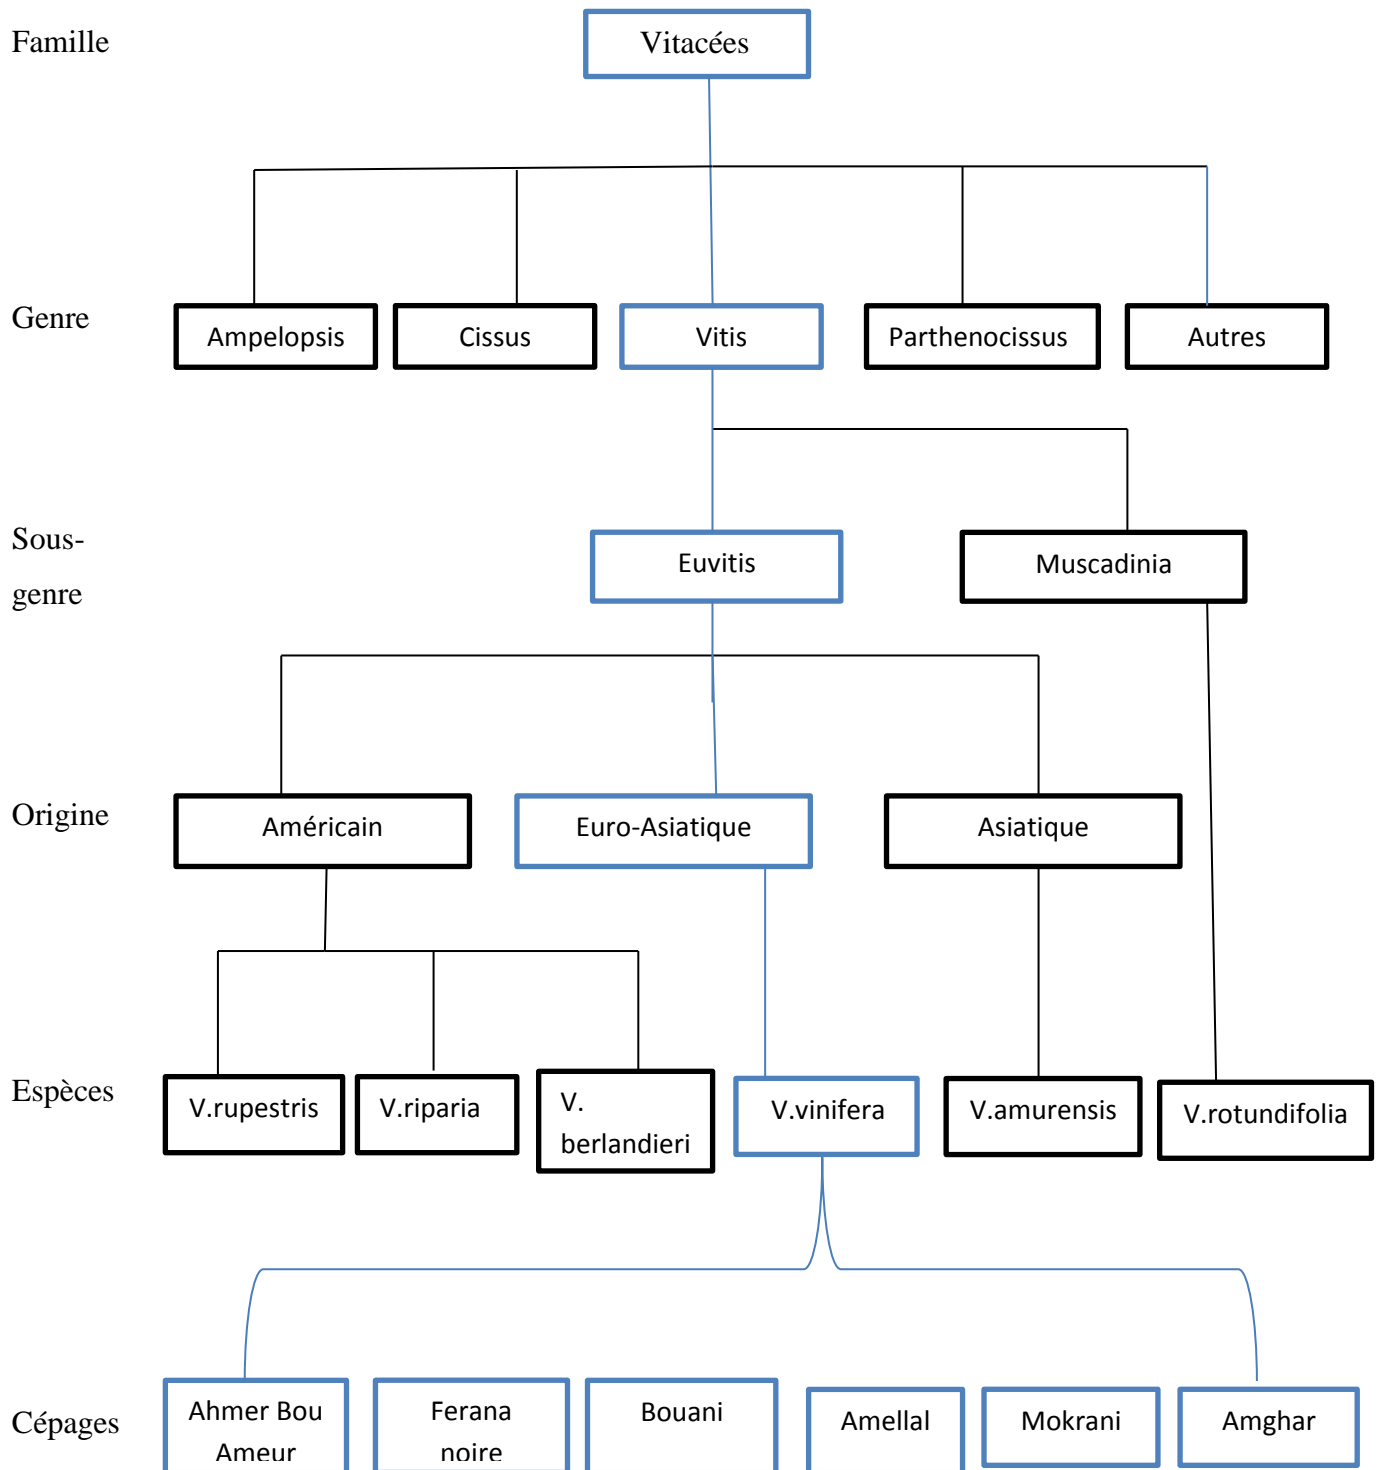 Famille
Vitacées
Genre
Ampelopsis
Cissus
Vitis
Parthenocissus
Autres
Sous-
genre
Euvitis
Muscadinia
Origine
Américain
Euro-Asiatique
Asiatique
Espèces
V.rupestris
V.riparia
V.
berlandieri
V.vinifera
V.amurensis
V.rotundifolia
Cépages
Ahmer Bou
Ameur
Ferana
noire
Bouani
Amellal
Mokrani
Amghar